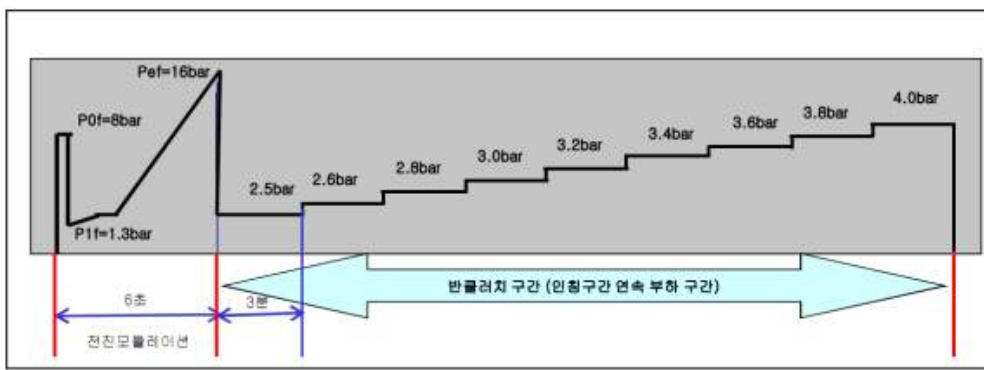 Pef=16bar
P0f=8bar
P1f=1.3bar
2.5bar
2.6bar
2.8bar
3.0bar
3.2bar
3.4bar
3.6bar
3.8bar
4.0bar
반클러치 구간 (인칭구간 연속 부하 구간)
6초
3분
전진모듈레이션